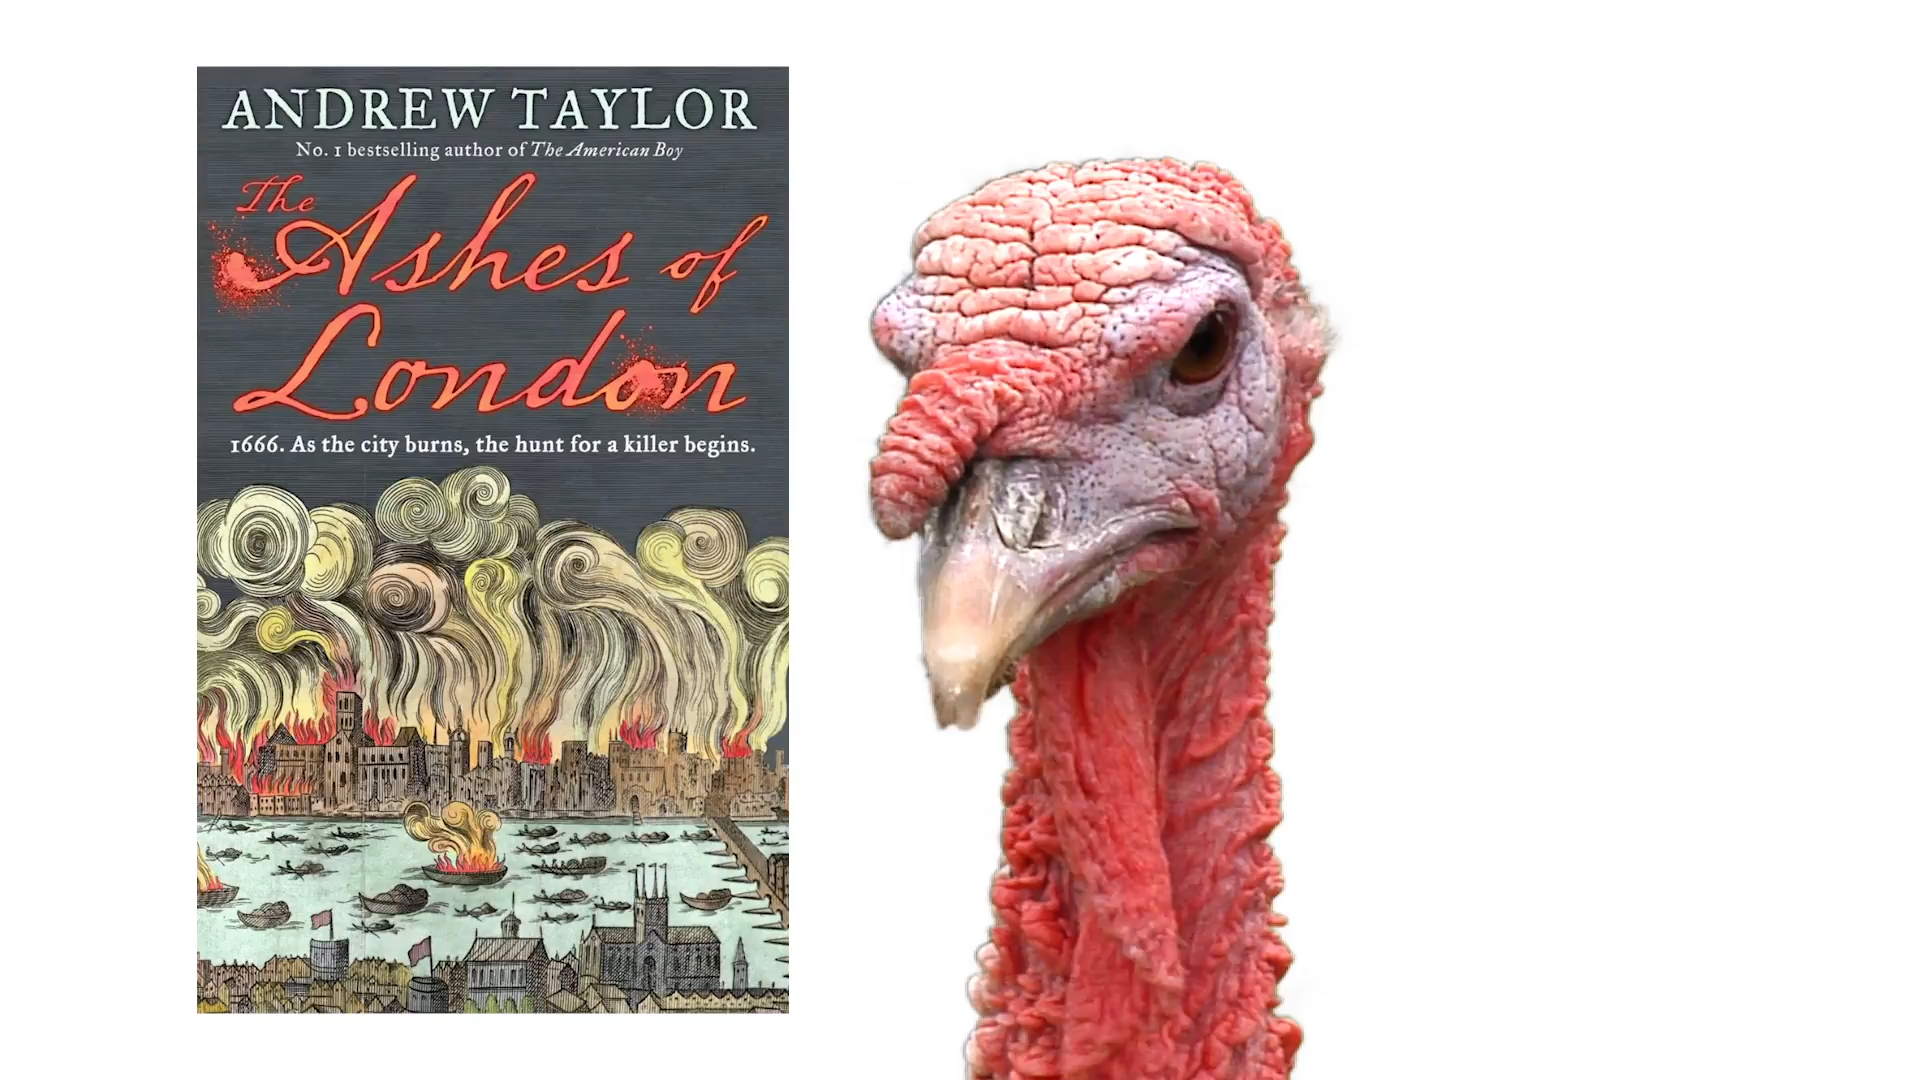 ANDREW TAYLOR
No. 1 bestselling author of The American Boy
The
Ashes of
London
1666. As the city burns, the hunt for a killer begins.